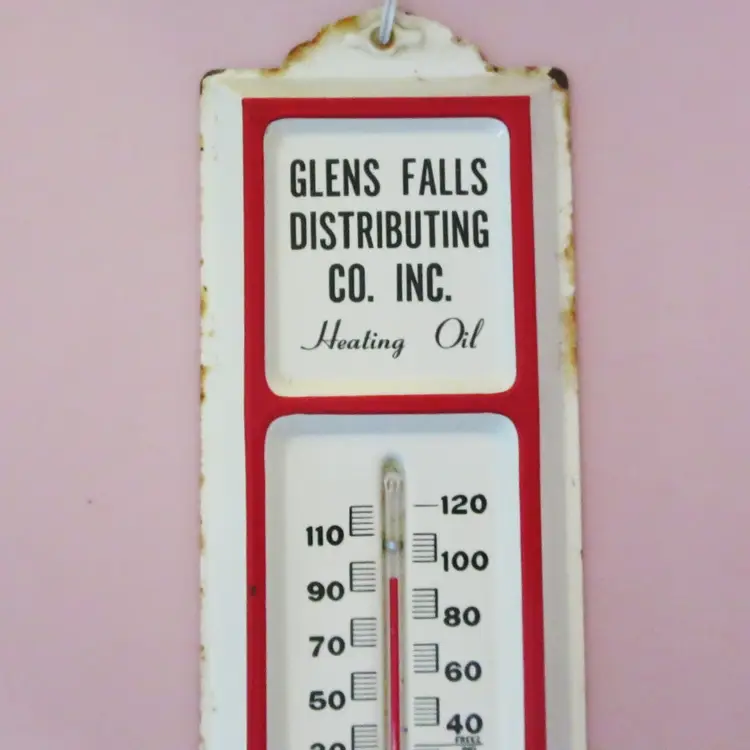 GLENS FALLS
DISTRIBUTING
CO. INC.
Heating Oil
120
110
100
90
80
70
60
50
40